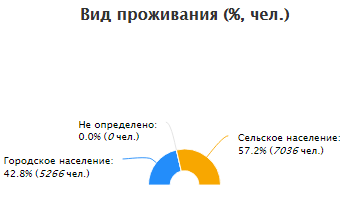 Вид проживания (%, чел.)
Не определено:
0.0% (0 чел.)
Сельское население:
57.2% (7036 чел.)
Городское население:
42.8% (5266 чел.)